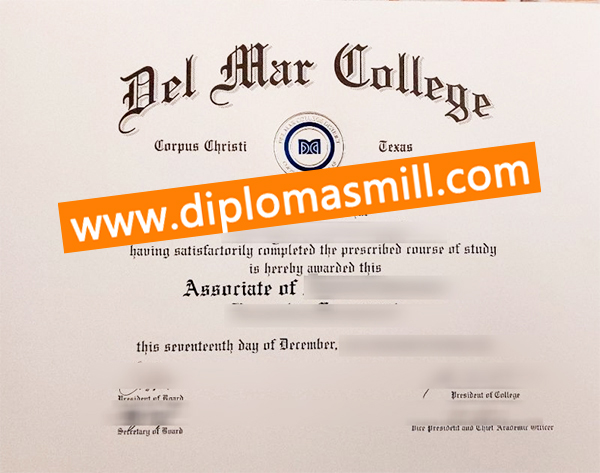 Del Mar College
Corpus Christi
Texas
www.diplomasmill.com
having satisfactorily completed the prescribed course of study
is hereby awarded this
Associate of
this seventeenth day of December,
President of Board
President of College
Secretary of Board
Vice President and Chief Academic Officer